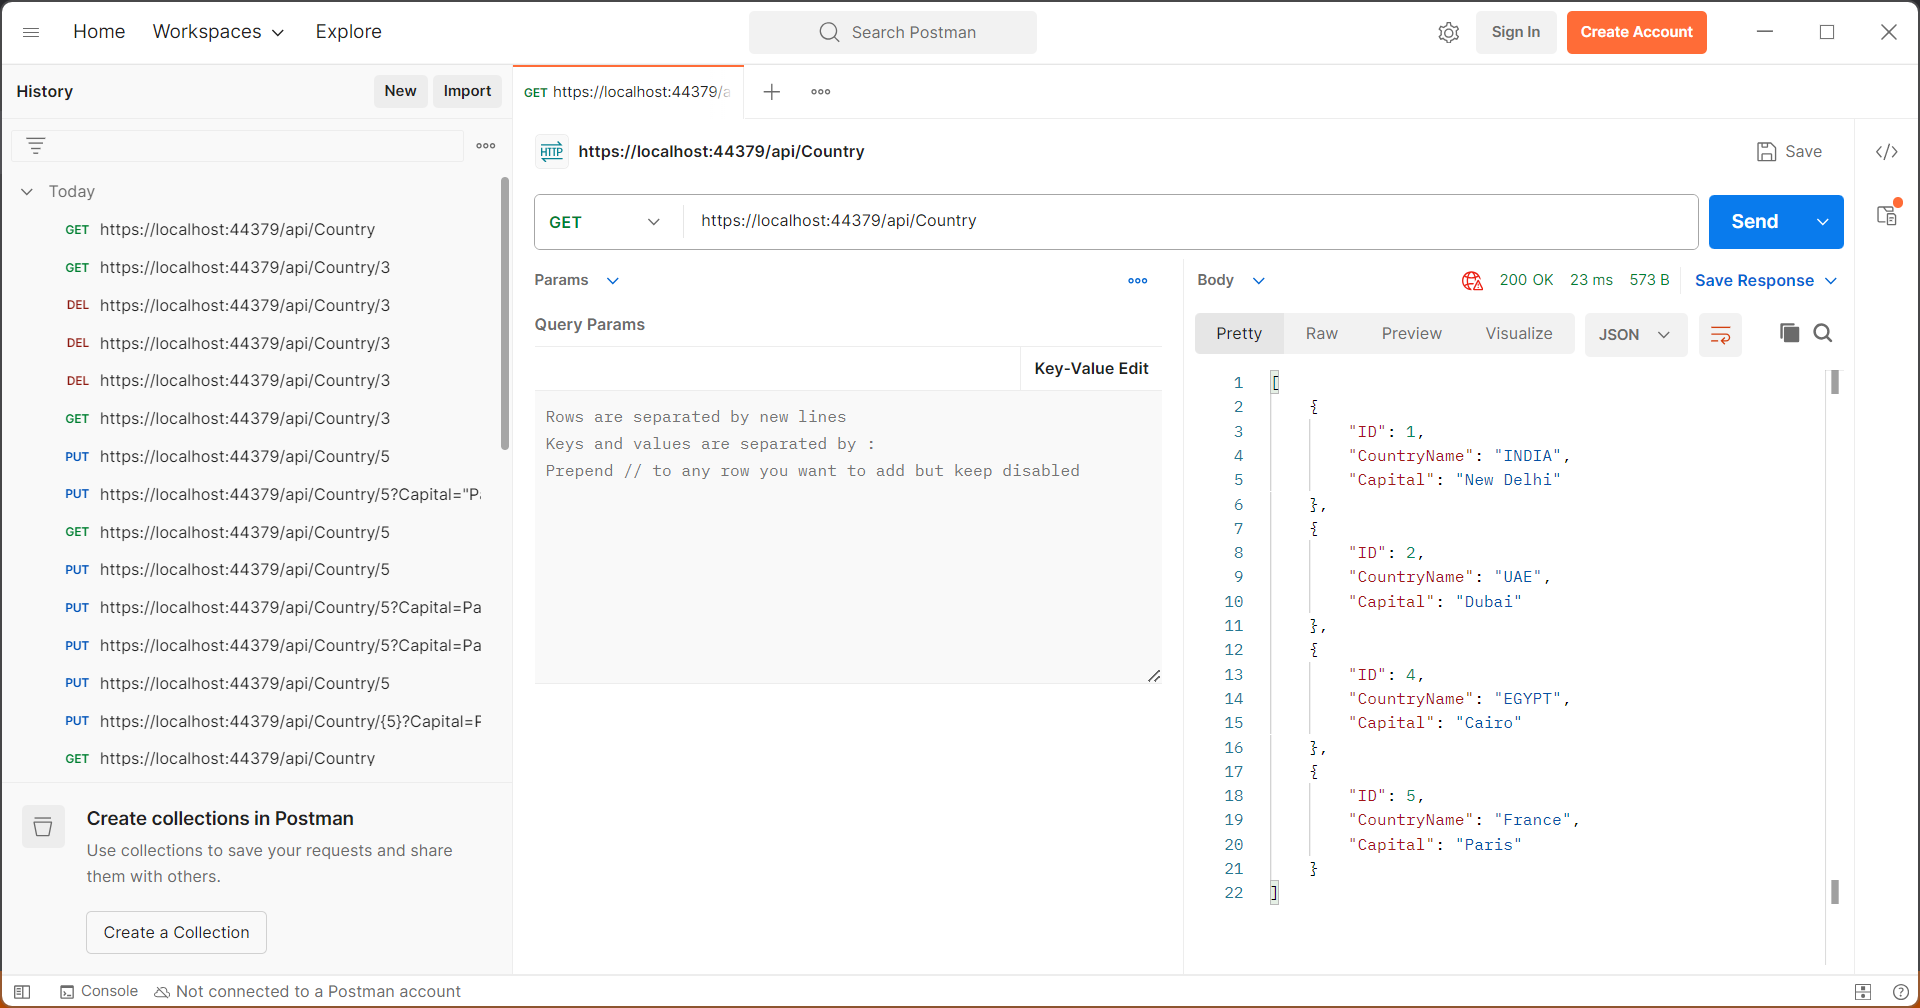 Home Workspaces Explore Search Postman Sign In Create Account
History New Import GET https://localhost:44379/a
HTTP https://localhost:44379/api/Country Save
Today
GET https://localhost:44379/api/Country
GET https://localhost:44379/api/Country/3
DEL https://localhost:44379/api/Country/3
DEL https://localhost:44379/api/Country/3
DEL https://localhost:44379/api/Country/3
GET https://localhost:44379/api/Country/3
PUT https://localhost:44379/api/Country/5
PUT https://localhost:44379/api/Country/5?Capital="Pa
GET https://localhost:44379/api/Country/5
PUT https://localhost:44379/api/Country/5
PUT https://localhost:44379/api/Country/5?Capital=Pa
PUT https://localhost:44379/api/Country/5?Capital=Pa
PUT https://localhost:44379/api/Country/5
PUT https://localhost:44379/api/Country/{5}?Capital=P
GET https://localhost:44379/api/Country
Create collections in Postman
Use collections to save your requests and share
them with others.
Create a Collection
GET https://localhost:44379/api/Country Send
Params
Query Params
Key-Value Edit
Rows are separated by new lines
Keys and values are separated by :
Prepend // to any row you want to add but keep disabled
Body 200 OK 23 ms 573 B Save Response
Pretty Raw Preview Visualize JSON
1 [
2 {
3 "ID": 1,
4 "CountryName": "INDIA",
5 "Capital": "New Delhi"
6 },
7 {
8 "ID": 2,
9 "CountryName": "UAE",
10 "Capital": "Dubai"
11 },
12 {
13 "ID": 4,
14 "CountryName": "EGYPT",
15 "Capital": "Cairo"
16 },
17 {
18 "ID": 5,
19 "CountryName": "France",
20 "Capital": "Paris"
21 }
22 ]
Console Not connected to a Postman account